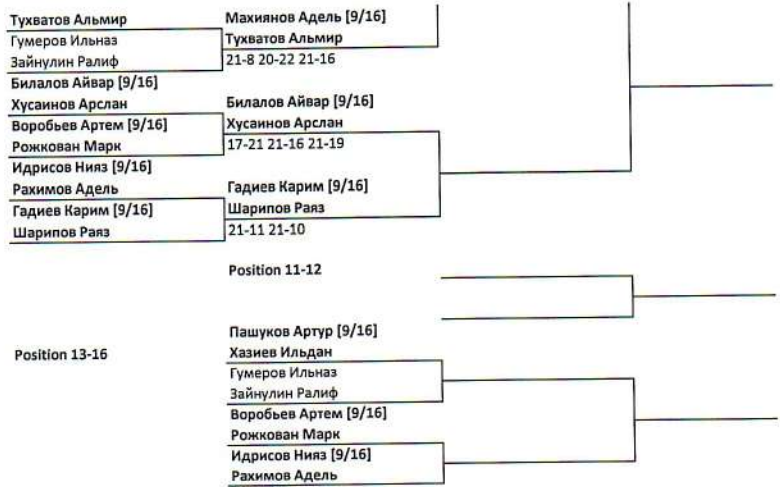 Тухватов Альмир
Гумеров Ильназ
Зайнулин Ралиф
Билалов Айвар [9/16]
Хусаинов Арслан
Воробьев Артем [9/16]
Рожкован Марк
Идрисов Нияз [9/16]
Рахимов Адель
Гадиев Карим [9/16]
Шарипов Раяз
Махиянов Адель [9/16]
Тухватов Альмир
21-8 20-22 21-16
Билалов Айвар [9/16]
Хусаинов Арслан
17-21 21-16 21-19
Гадиев Карим [9/16]
Шарипов Раяз
21-11 21-10
Position 11-12
Position 13-16
Пашуков Артур [9/16]
Хазиев Ильдан
Гумеров Ильназ
Зайнулин Ралиф
Воробьев Артем [9/16]
Рожкован Марк
Идрисов Нияз [9/16]
Рахимов Адель